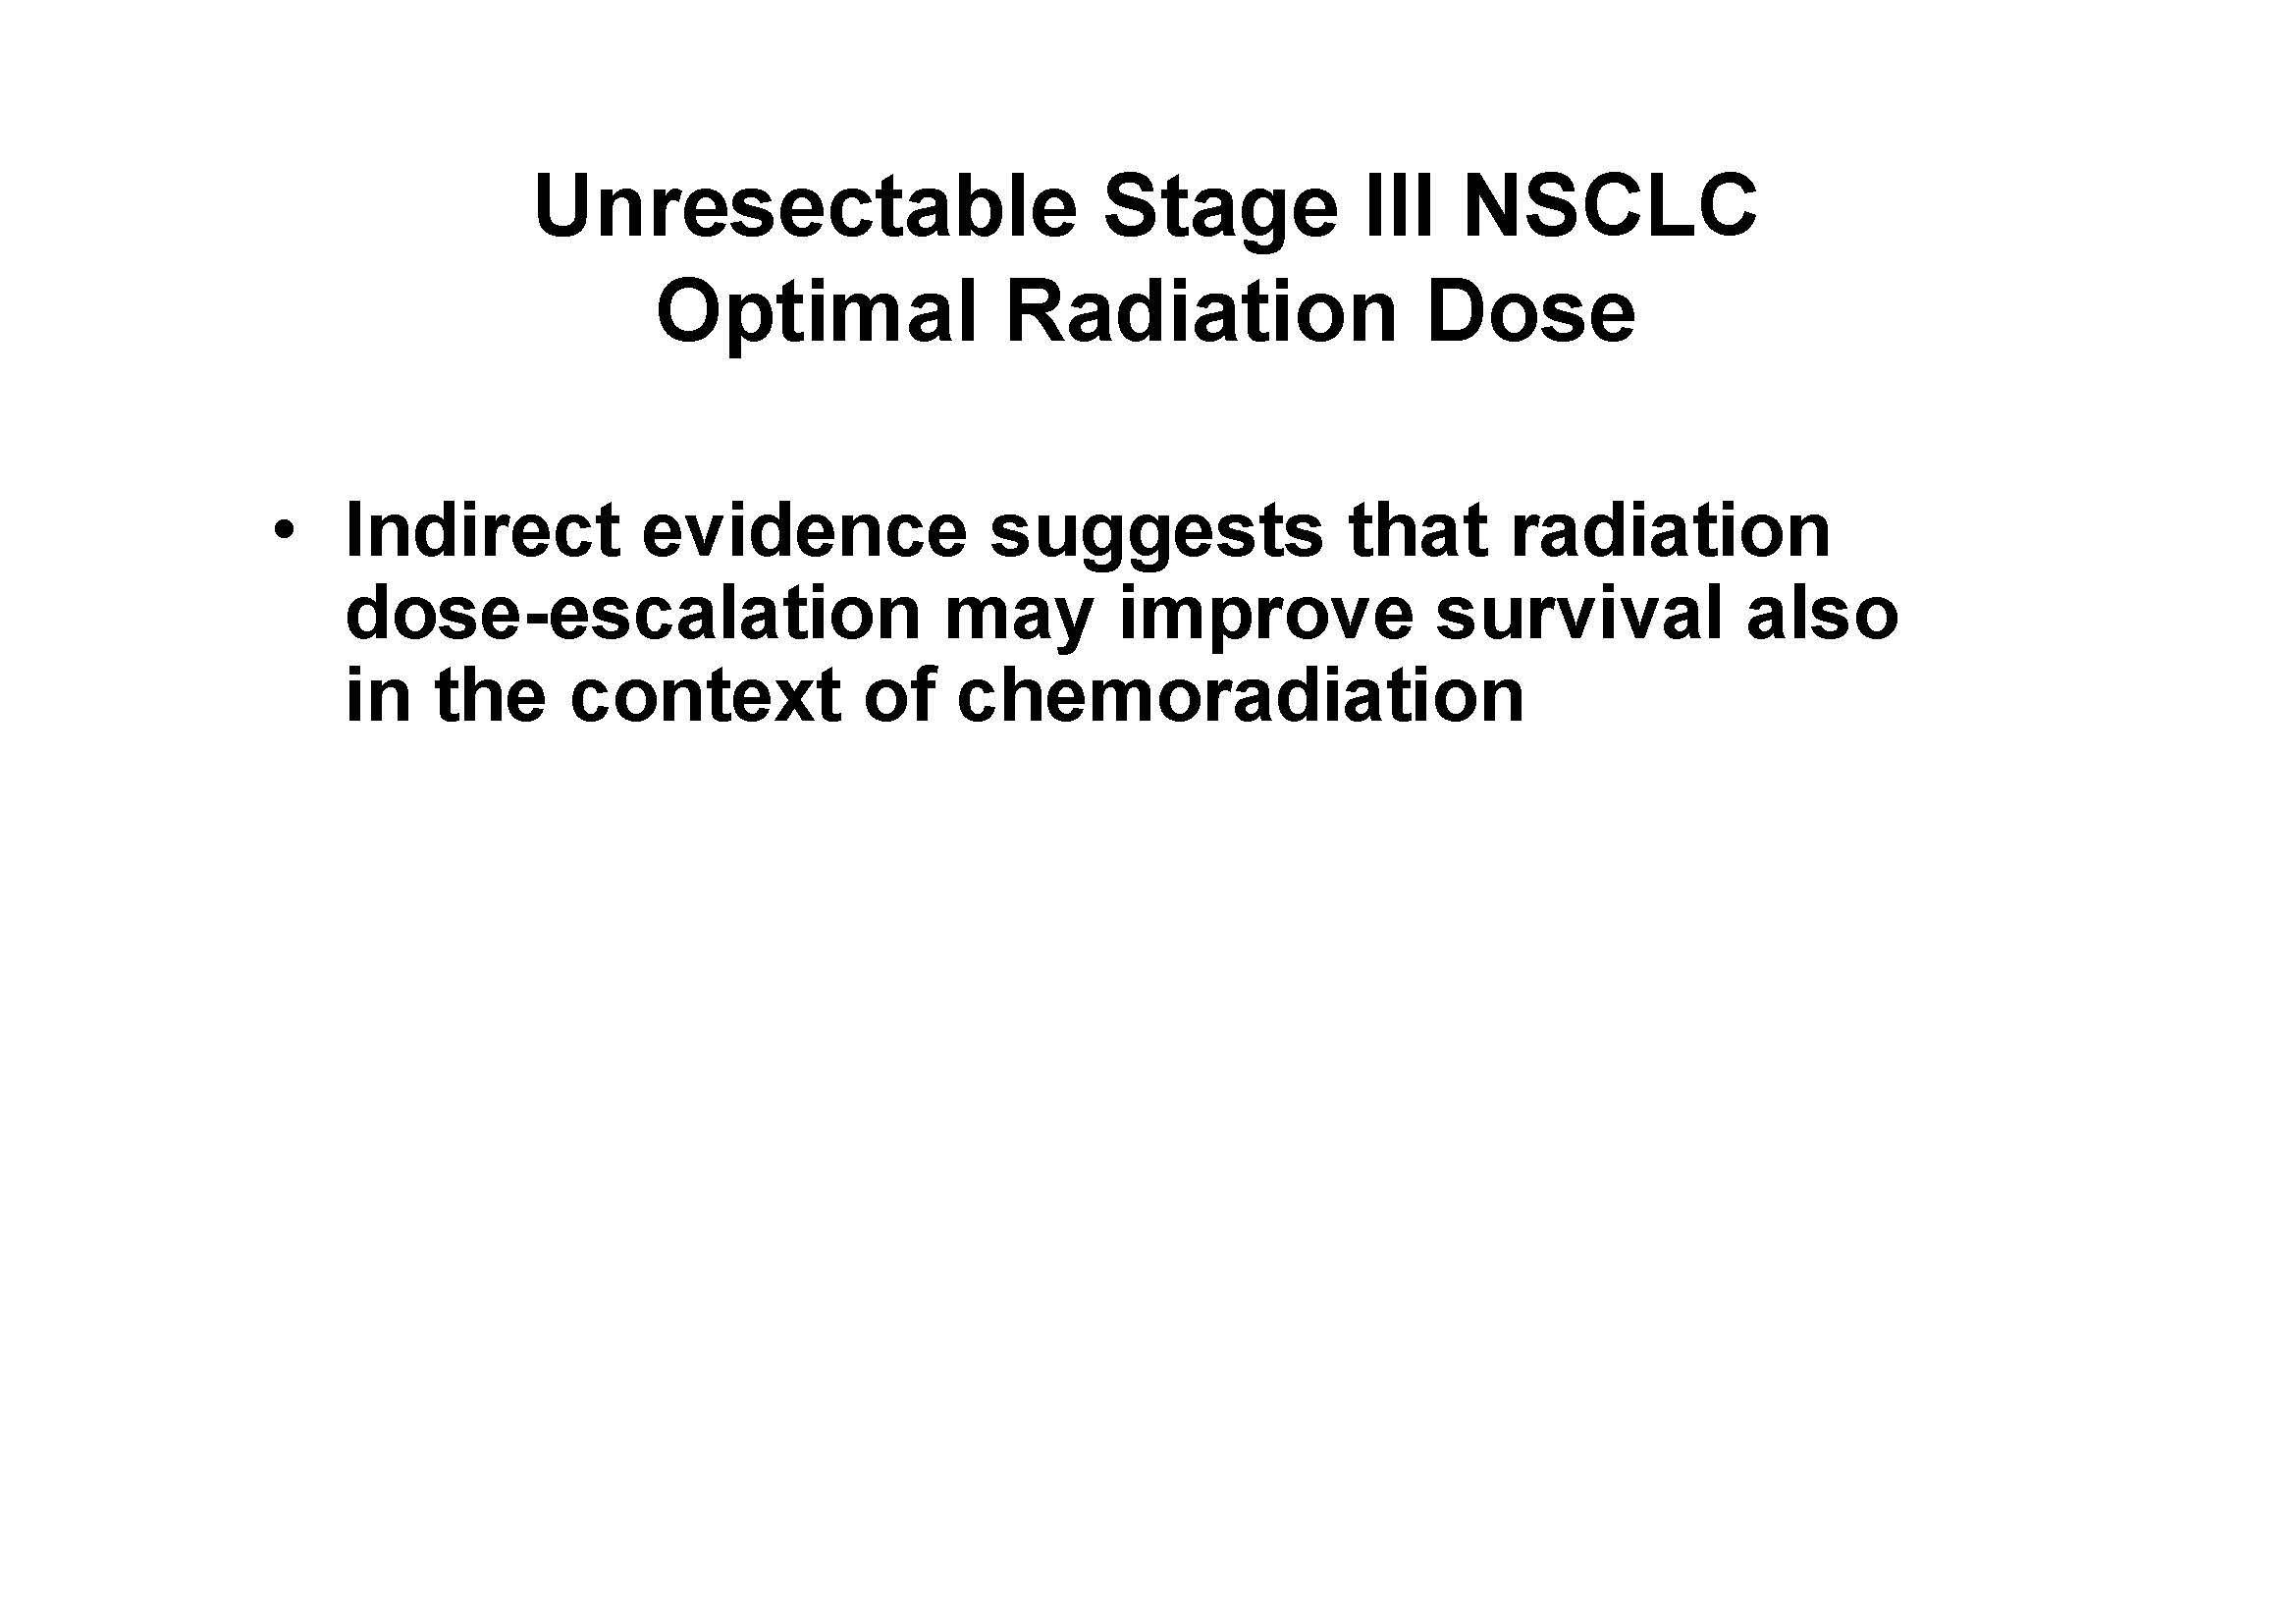 Unresectable Stage III NSCLC
Optimal Radiation Dose
• Indirect evidence suggests that radiation
dose-escalation may improve survival also
in the context of chemoradiation